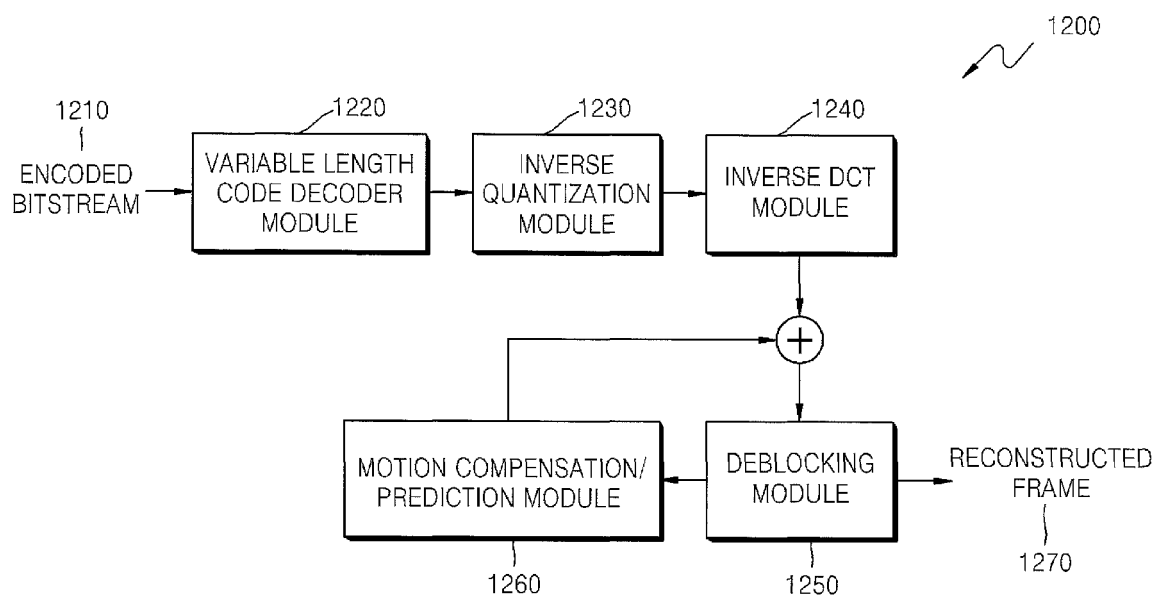 1200
1210
ENCODED
BITSTREAM
1220
VARIABLE LENGTH
CODE DECODER
MODULE
1230
INVERSE
QUANTIZATION
MODULE
1240
INVERSE DCT
MODULE
+
MOTION COMPENSATION/
PREDICTION MODULE
1260
DEBLOCKING
MODULE
1250
RECONSTRUCTED
FRAME
1270